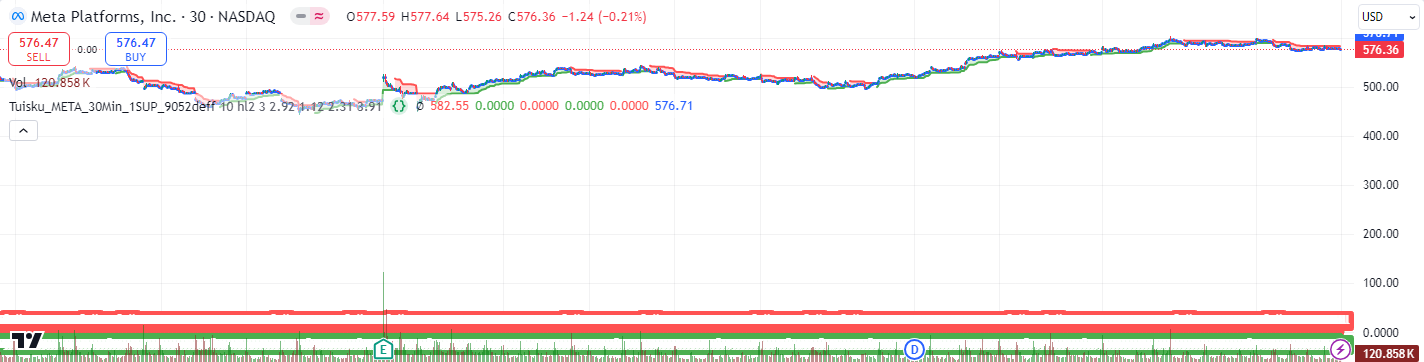 Meta Platforms, Inc. · 30 · NASDAQ O577.59 H577.64 L575.26 C576.36 −1.24 (−0.21%)
USD
576.47 SELL
0.00
576.47 BUY
576.71
576.36
Vol 120.858 K
500.00
Tuisku_META_30Min_1SUP_9052deff 10 hl2 3 2.92 1.12 2.31 3.91 ∅ 582.55 0.0000 0.0000 0.0000 0.0000 576.71
400.00
300.00
200.00
100.00
0.0000
E
D
120.858K